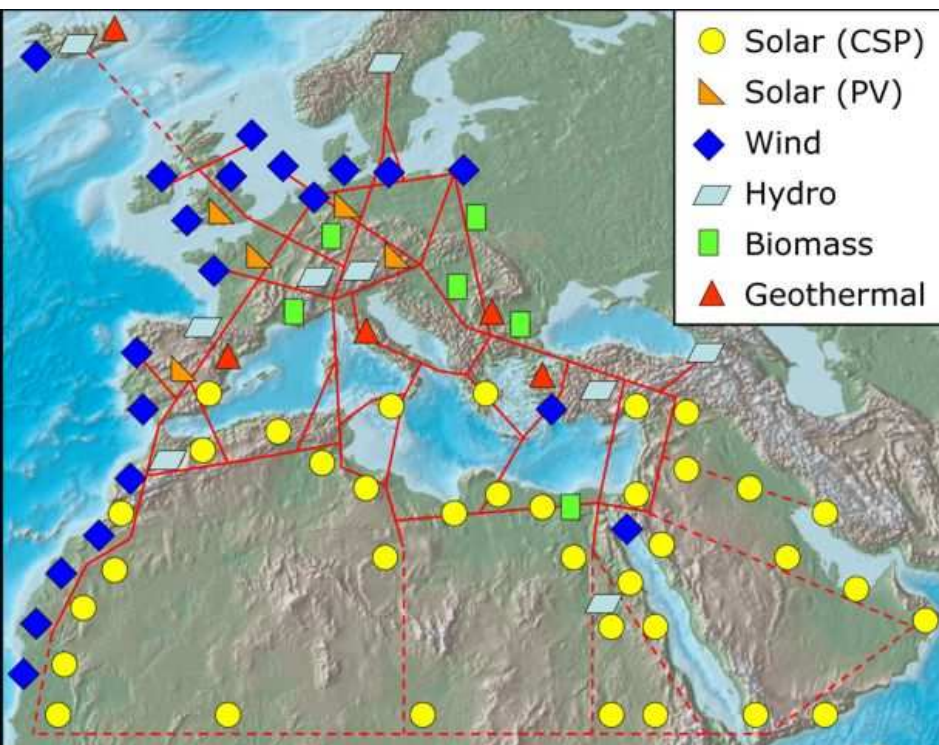 Solar (CSP)
Solar (PV)
Wind
Hydro
Biomass
Geothermal